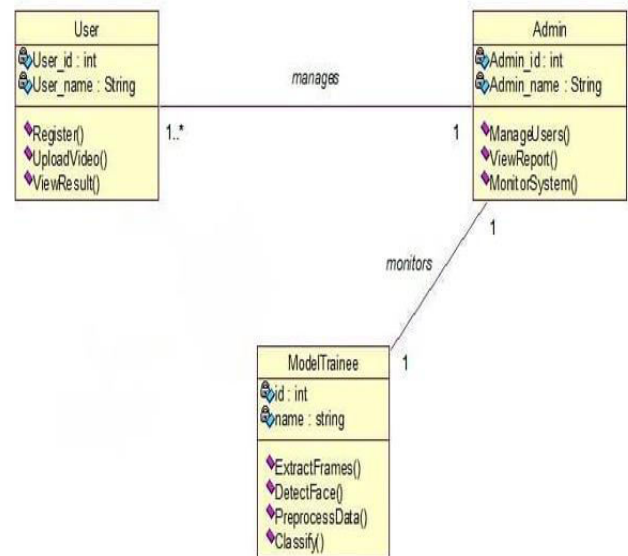 User
User_id : int
User_name : String
Register()
UploadVideo()
ViewResult()
manages
1..*
1
Admin
Admin_id : int
Admin_name : String
ManageUsers()
ViewReport()
MonitorSystem()
1
monitors
1
ModelTrainee
id : int
name : string
ExtractFrames()
DetectFace()
PreprocessData()
Classify()